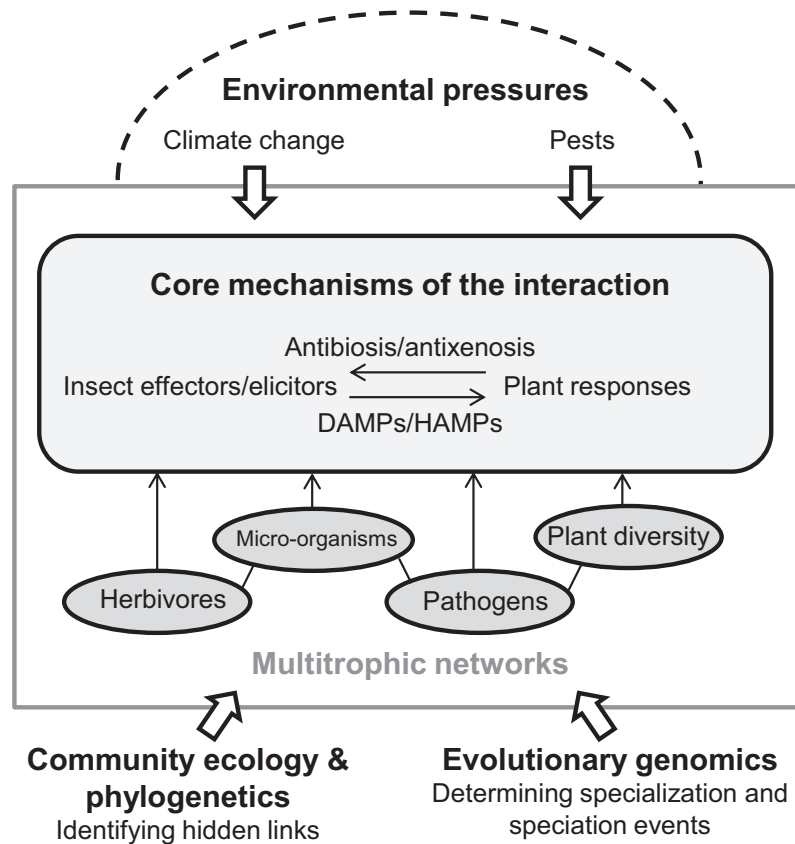 Environmental pressures
Climate change
Pests
Core mechanisms of the interaction
Antibiosis/antixenosis
Insect effectors/elicitors
Plant responses
DAMPs/HAMPs
Micro-organisms
Plant diversity
Herbivores
Pathogens
Multitrophic networks
Community ecology &
phylogenetics
Identifying hidden links
Evolutionary genomics
Determining specialization and
speciation events